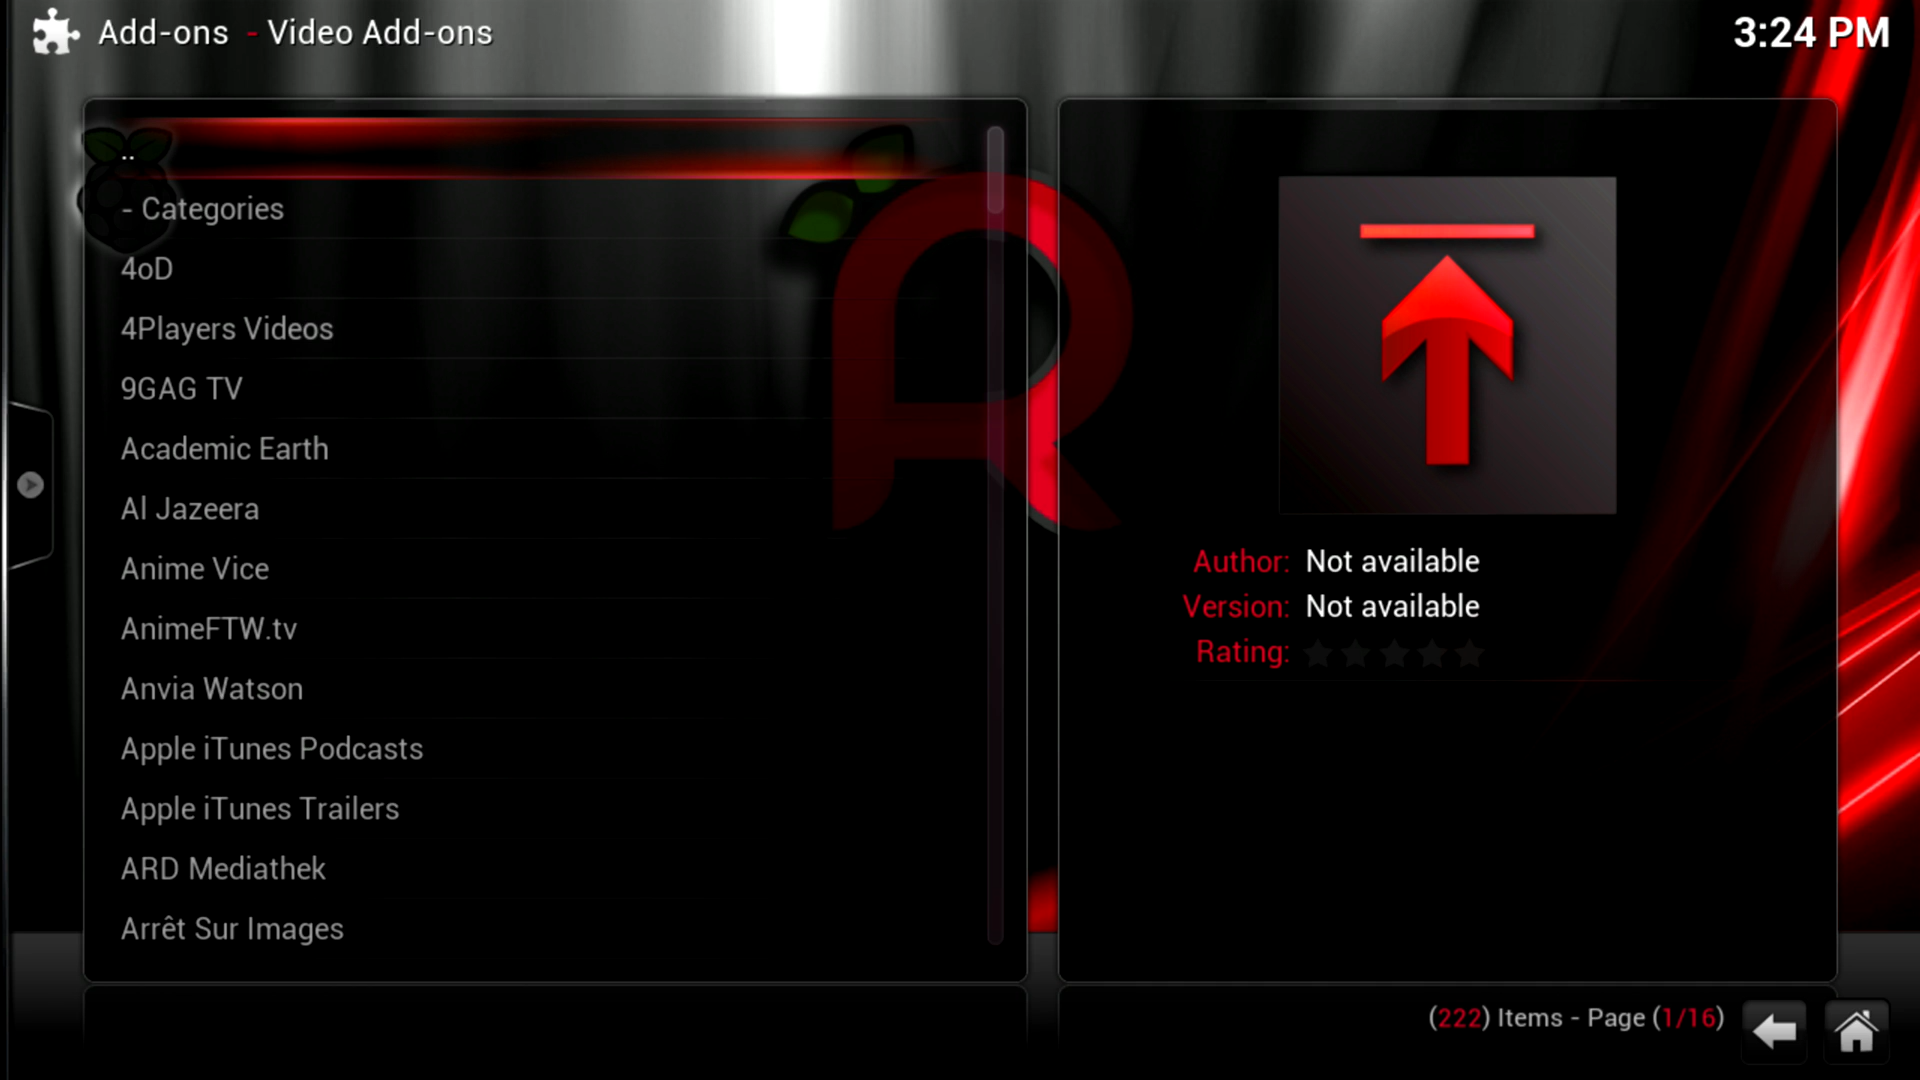 Add-ons - Video Add-ons
3:24 PM
..
- Categories
4oD
4Players Videos
9GAG TV
Academic Earth
Al Jazeera
Anime Vice
AnimeFTW.tv
Anvia Watson
Apple iTunes Podcasts
Apple iTunes Trailers
ARD Mediathek
Arrêt Sur Images
Author: Not available
Version: Not available
Rating:
(222) Items - Page (1/16)